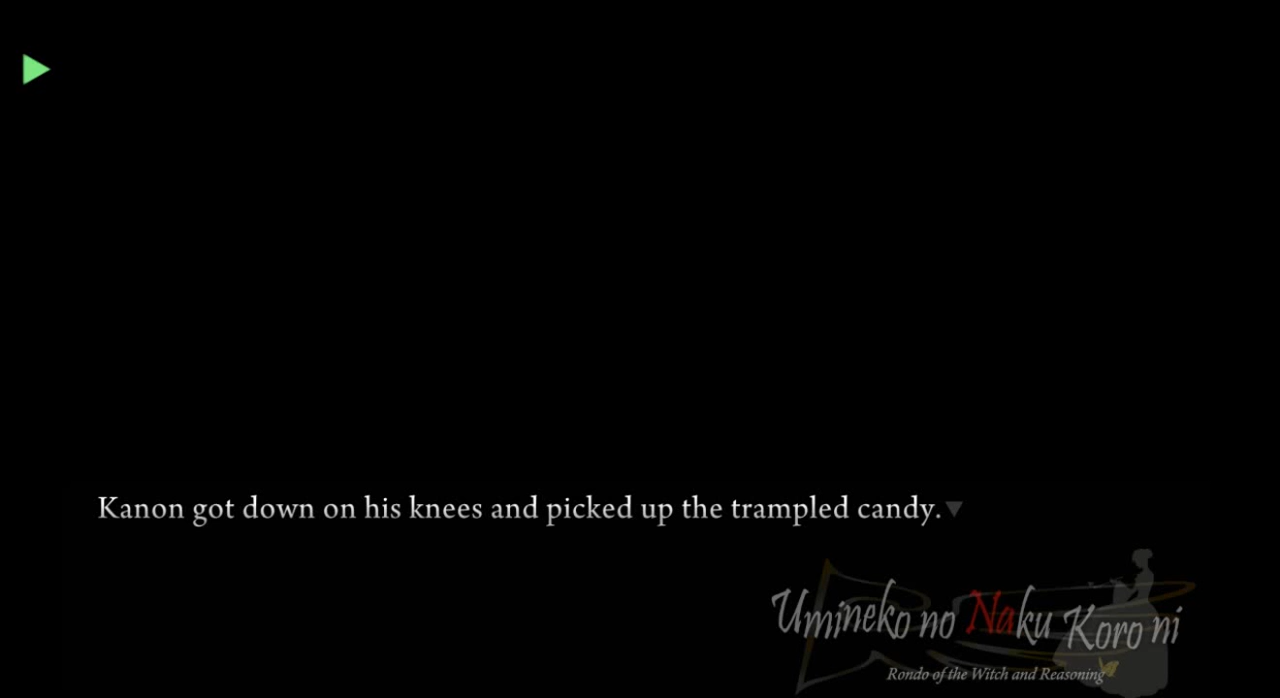 Kanon got down on his knees and picked up the trampled candy.
Umineko no Naku Koro ni
Rondo of the Witch and Reasoning